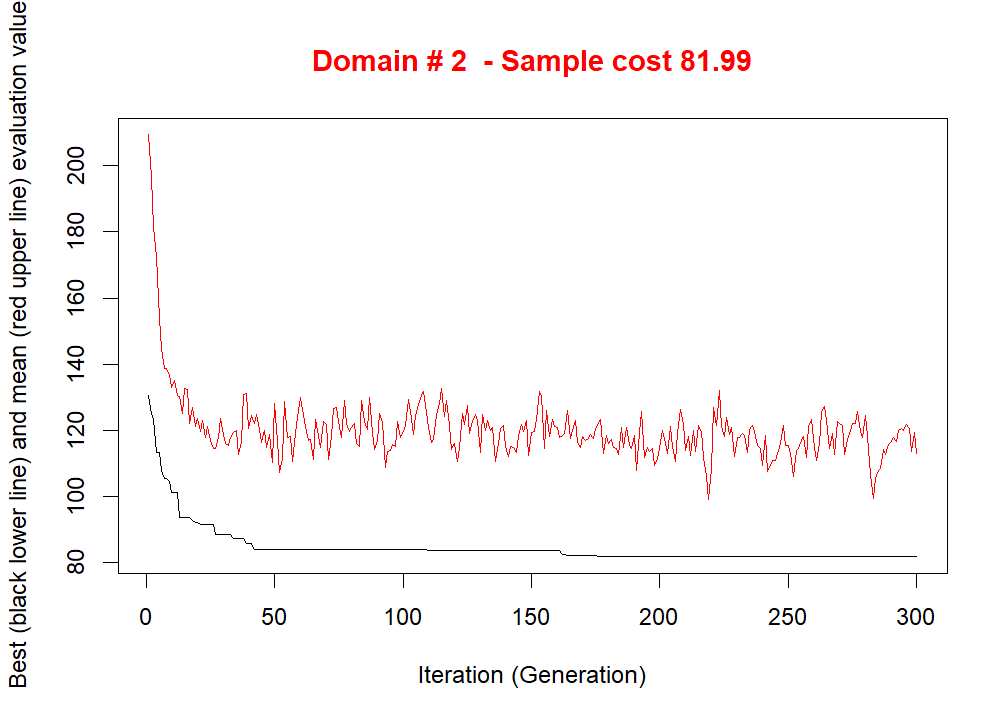 Domain # 2 - Sample cost 81.99
Best (black lower line) and mean (red upper line) evaluation value
200
180
160
140
120
100
80
0 50 100 150 200 250 300
Iteration (Generation)